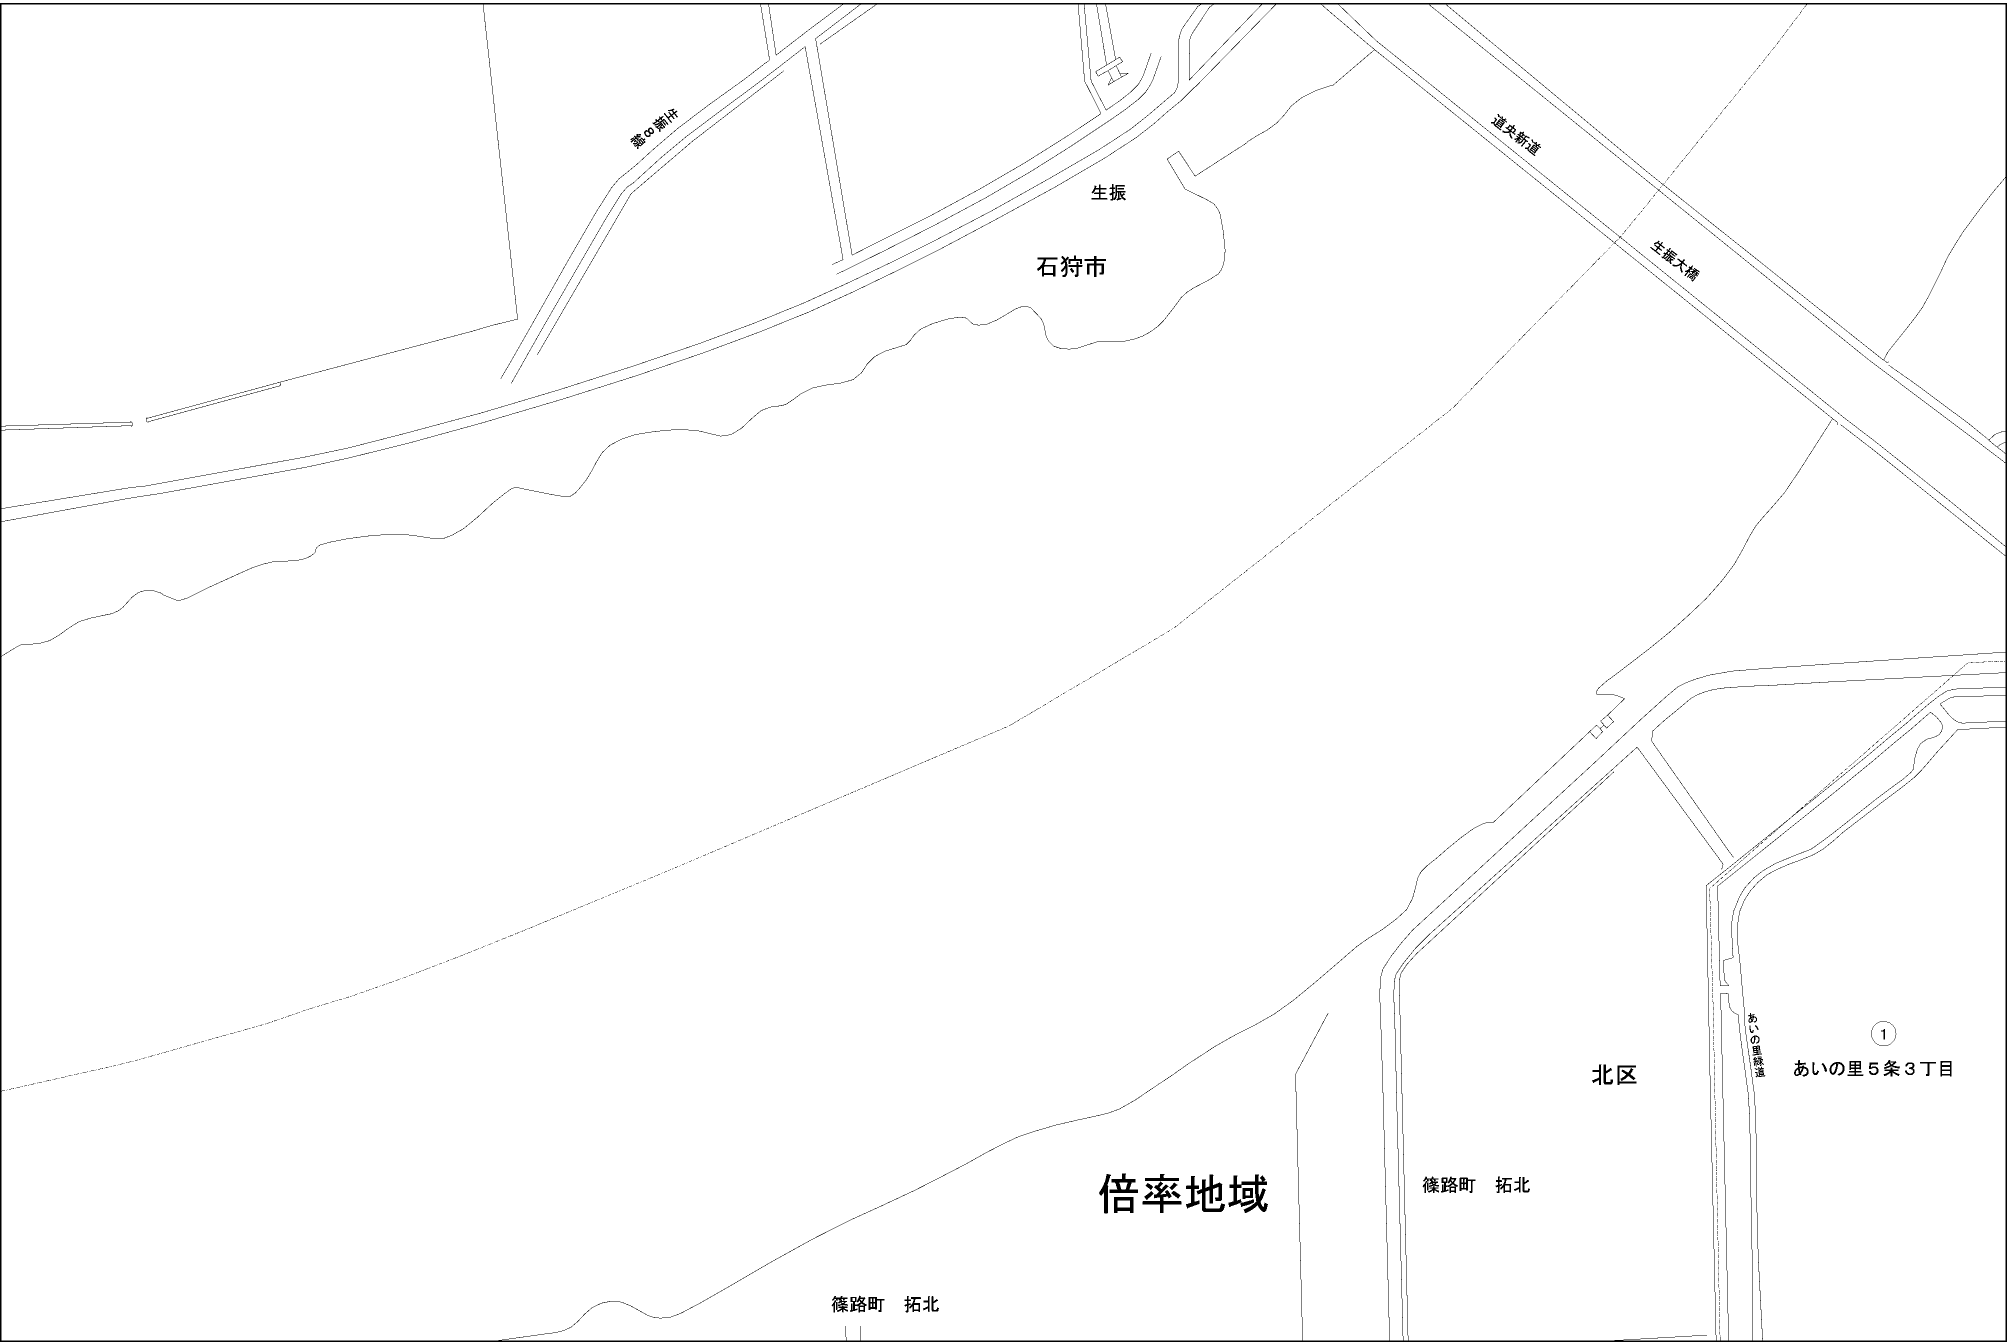 生振8線
道央新道
生振
生振大橋
石狩市
あいの里緑道
1
あいの里5条3丁目
北区
倍率地域
篠路町 拓北
篠路町 拓北